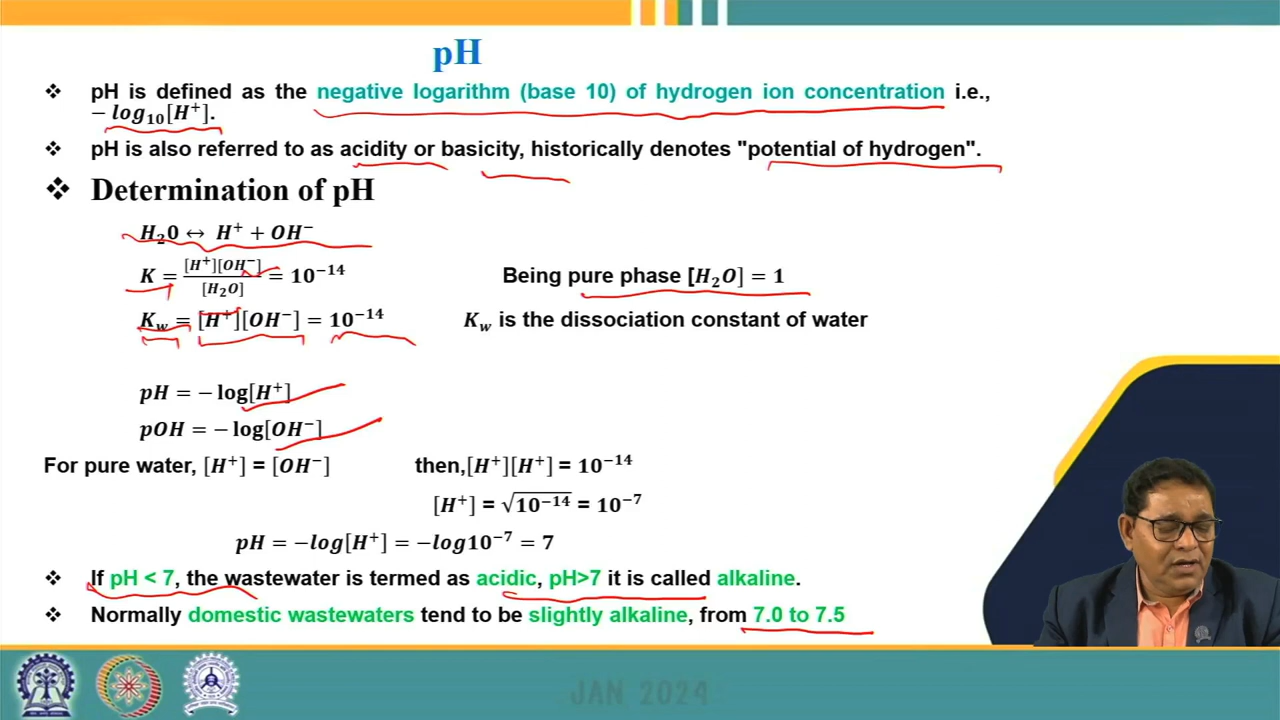 pH
❖ pH is defined as the negative logarithm (base 10) of hydrogen ion concentration i.e.,
− log₁₀[H⁺].
❖ pH is also referred to as acidity or basicity, historically denotes "potential of hydrogen".
❖ Determination of pH
H₂0 ↔ H⁺ + OH⁻
K = [H⁺][OH⁻] / [H₂O] = 10⁻¹⁴ Being pure phase [H₂O] = 1
K_w = [H⁺][OH⁻] = 10⁻¹⁴ K_w is the dissociation constant of water
pH = − log[H⁺]
pOH = − log[OH⁻]
For pure water, [H⁺] = [OH⁻] then,[H⁺][H⁺] = 10⁻¹⁴
[H⁺] = √10⁻¹⁴ = 10⁻⁷
pH = −log[H⁺] = −log10⁻⁷ = 7
❖ If pH < 7, the wastewater is termed as acidic, pH>7 it is called alkaline.
❖ Normally domestic wastewaters tend to be slightly alkaline, from 7.0 to 7.5
JAN 2024